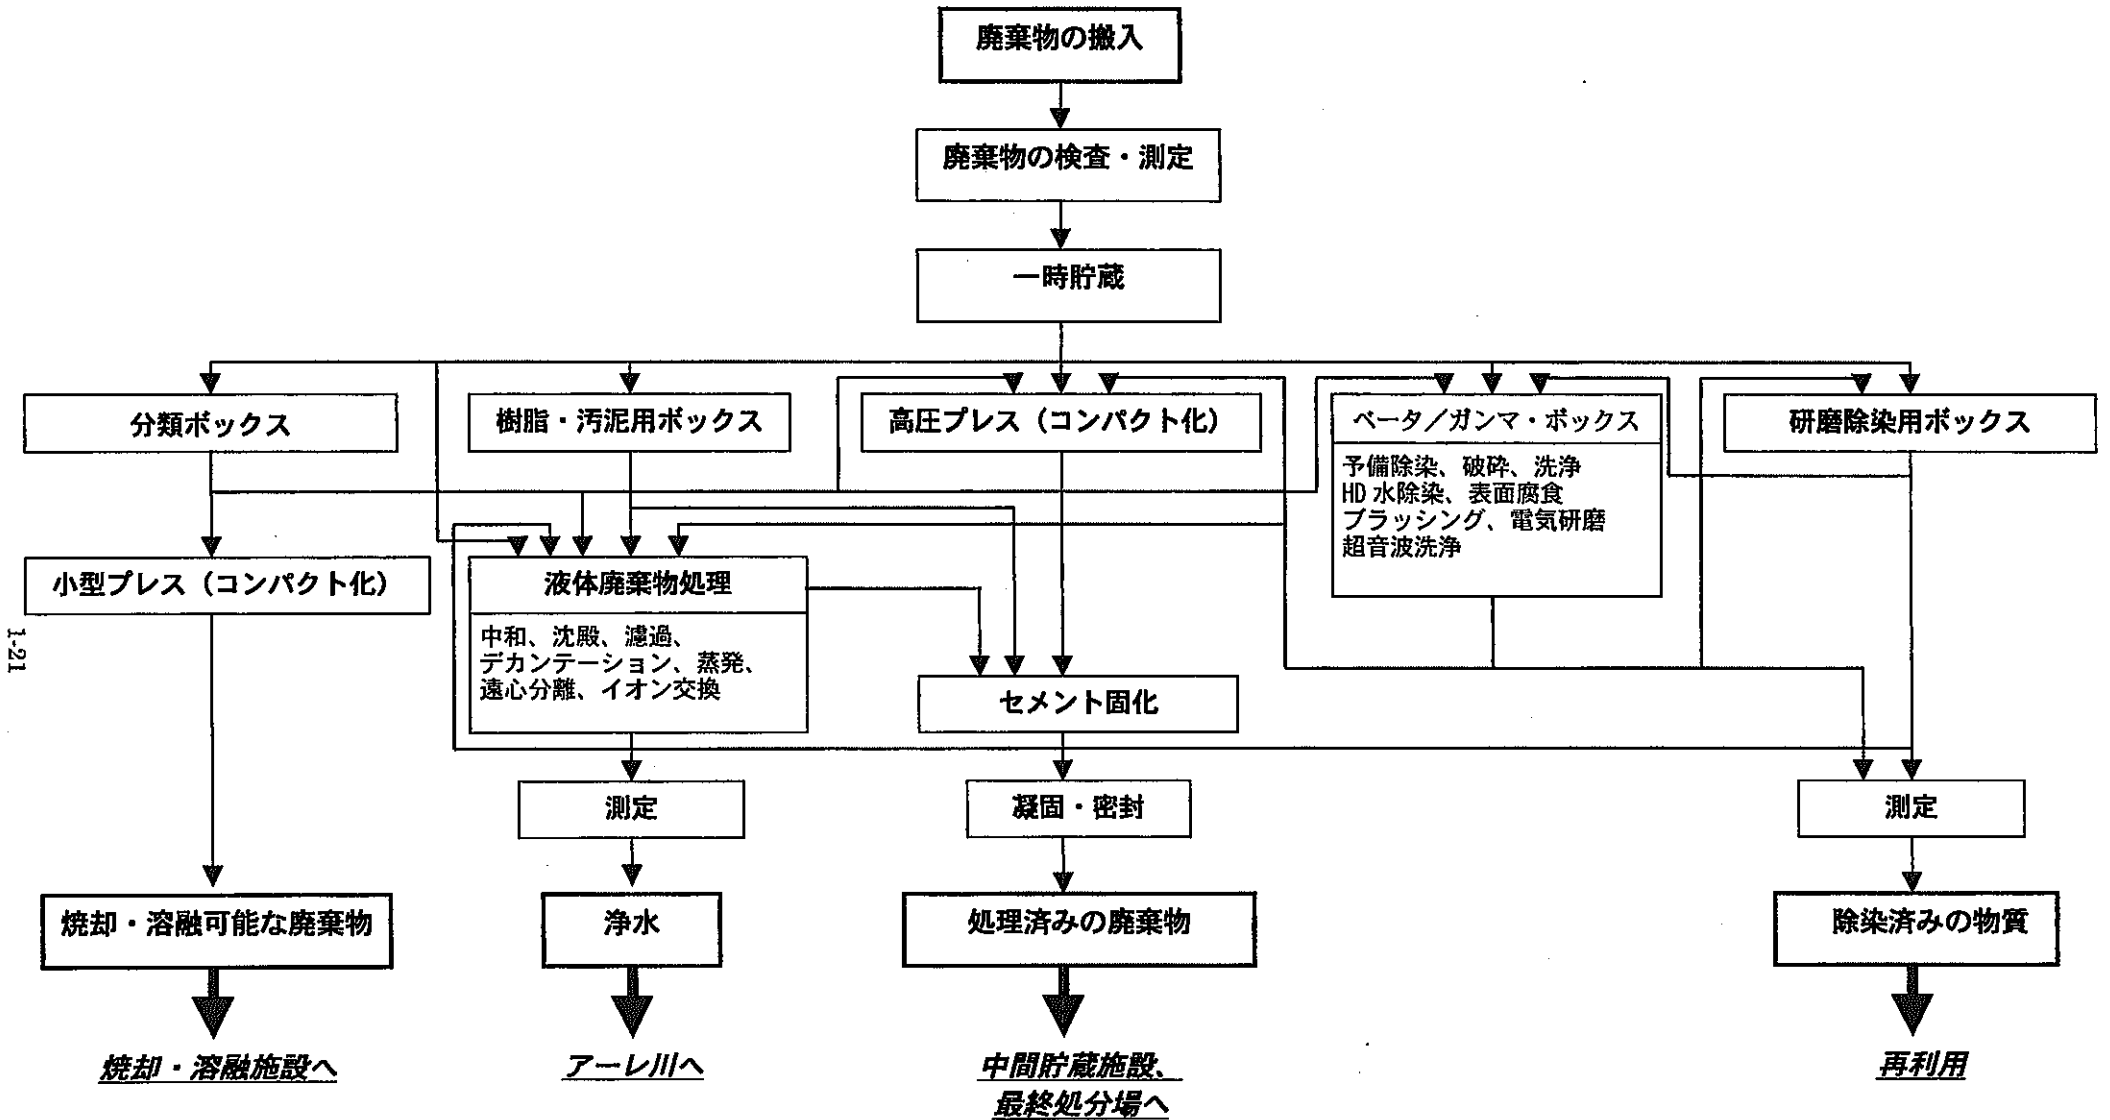 廃棄物の搬入
廃棄物の検査・測定
一時貯蔵
分類ボックス
樹脂・汚泥用ボックス
高圧プレス（コンパクト化）
ベータ／ガンマ・ボックス
予備除染、破砕、洗浄
HD 水除染、表面腐食
ブラッシング、電気研磨
超音波洗浄
研磨除染用ボックス
小型プレス（コンパクト化）
液体廃棄物処理
中和、沈殿、濾過、
デカンテーション、蒸発、
遠心分離、イオン交換
セメント固化
測定
凝固・密封
測定
焼却・溶融可能な廃棄物
浄水
処理済みの廃棄物
除染済みの物質
焼却・溶融施設へ
アーレ川へ
中間貯蔵施設、
最終処分場へ
再利用
1-21